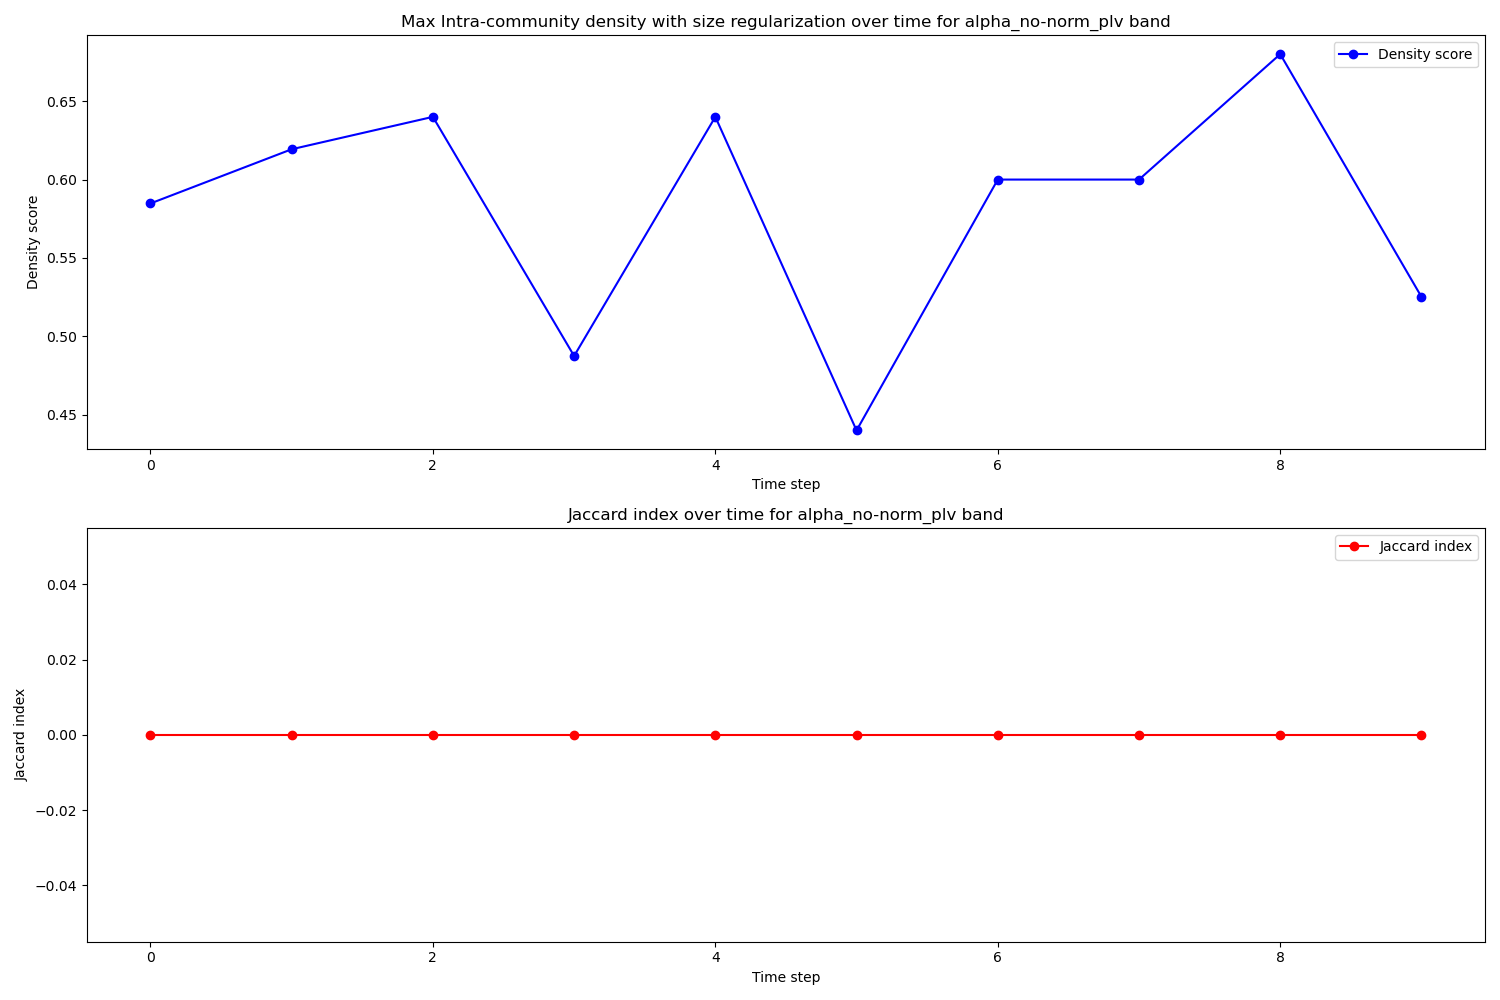 Max Intra-community density with size regularization over time for alpha_no-norm_plv band
Density score
0.65
0.60
0.55
0.50
0.45
Density score
0 2 4 6 8
Time step
Jaccard index over time for alpha_no-norm_plv band
Jaccard index
0.04
0.02
0.00
−0.02
−0.04
Jaccard index
0 2 4 6 8
Time step